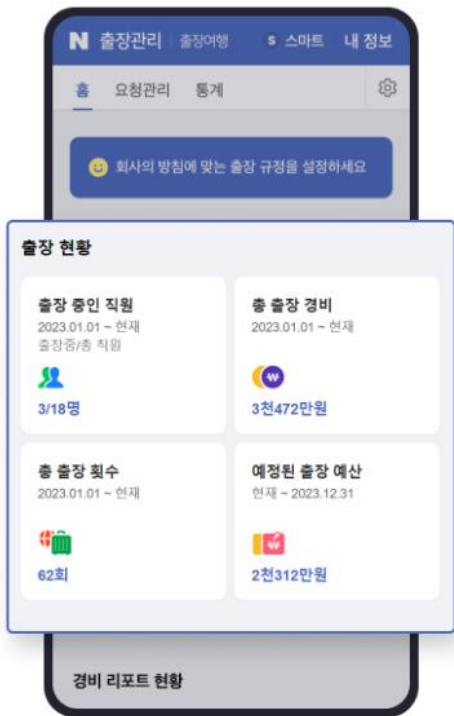 N 출장관리 출장여행 S 스마트 내 정보
홈 요청관리 통계
회사의 방침에 맞는 출장 규정을 설정하세요
출장 현황
출장 중인 직원
2023.01.01 ~ 현재
출장중/총 직원
3/18명
총 출장 경비
2023.01.01 ~ 현재
₩
3천472만원
총 출장 횟수
2023.01.01 ~ 현재
62회
예정된 출장 예산
현재 ~ 2023.12.31
₩
2천312만원
경비 리포트 현황